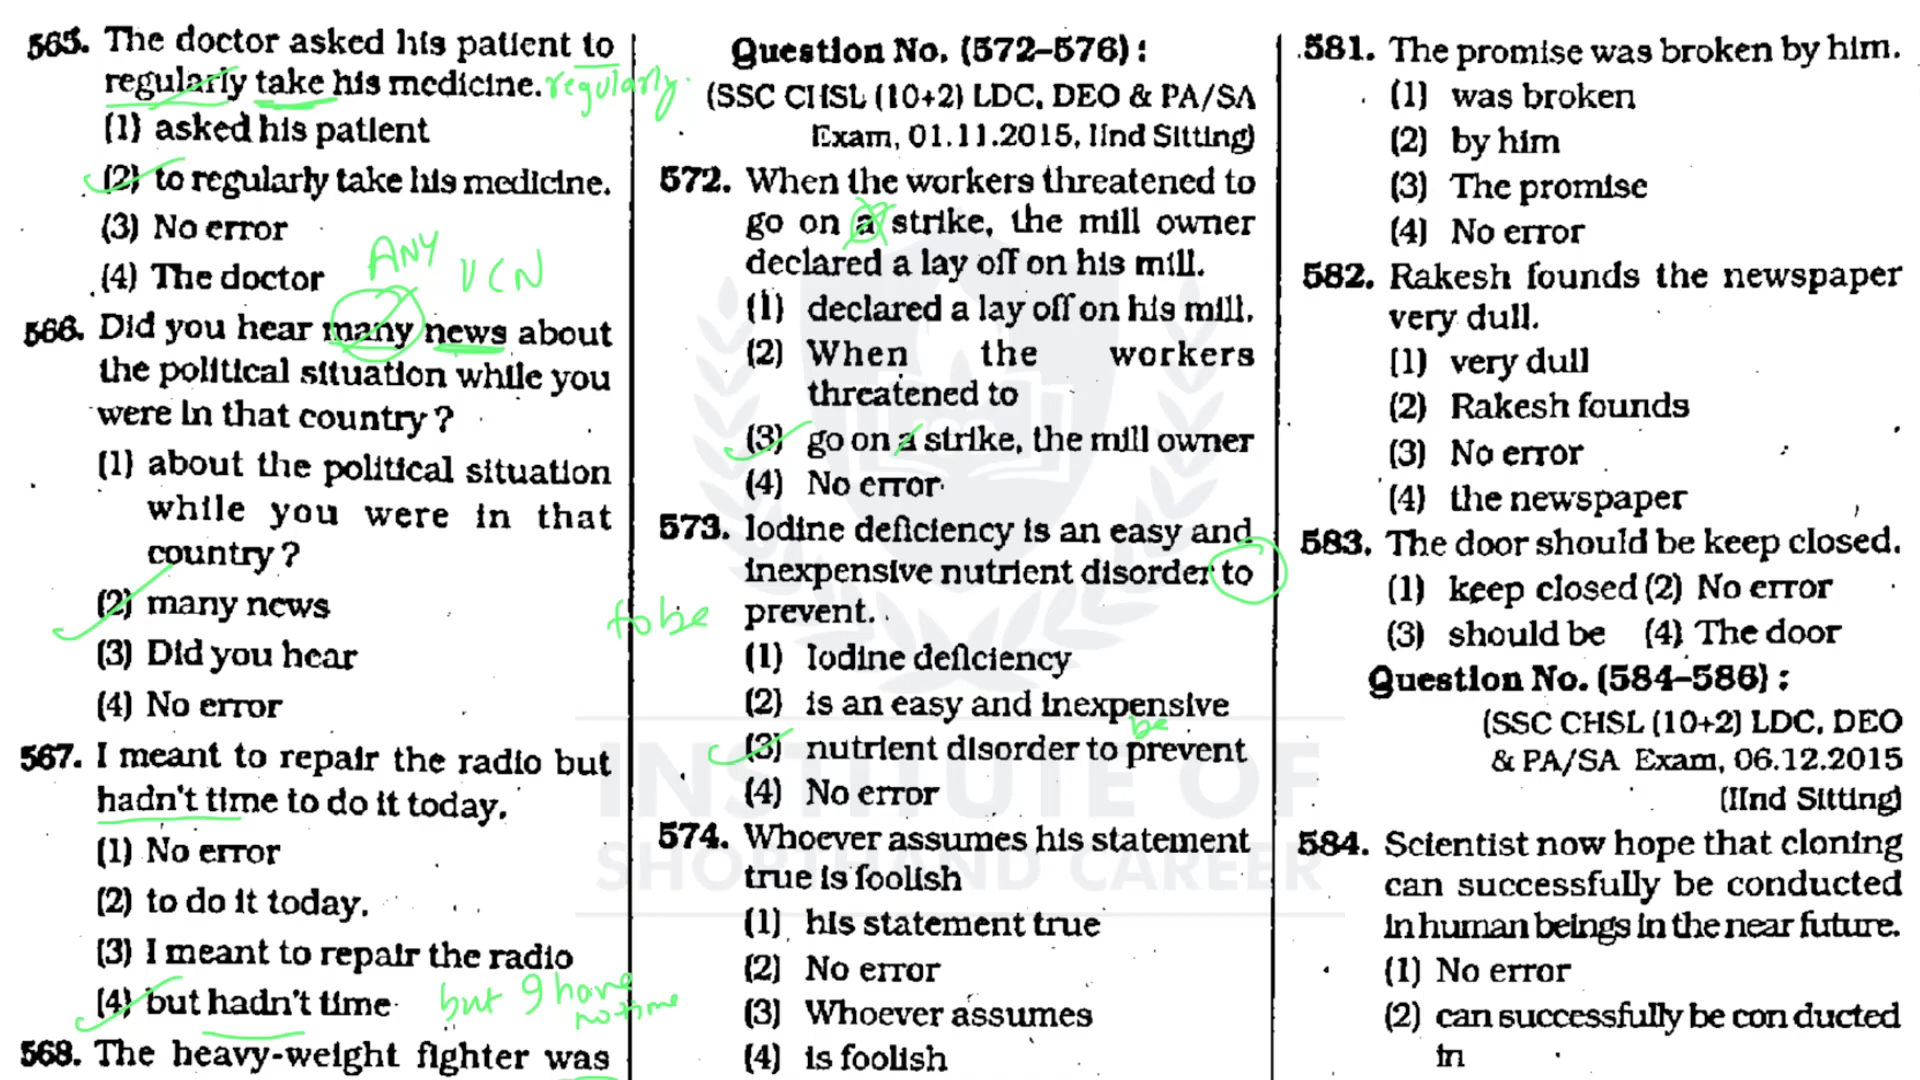 565. The doctor asked his patient to
regularly take his medicine. regularly.
(1) asked his patient
(2) to regularly take his medicine.
(3) No error
(4) The doctor
ANY UCN
566. Did you hear many news about
the political situation while you
were in that country?
(1) about the political situation
while you were in that
country?
(2) many news
(3) Did you hear
(4) No error
567. I meant to repair the radio but
hadn't time to do it today.
(1) No error
(2) to do it today.
(3) I meant to repair the radio
(4) but hadn't time but I have
no time
568. The heavy-weight fighter was
Question No. (572–576) :
(SSC CHSL (10+2) LDC, DEO & PA/SA
Exam, 01.11.2015, IInd Sitting)
572. When the workers threatened to
go on a strike, the mill owner
declared a lay off on his mill.
(1) declared a lay off on his mill.
(2) When the workers
threatened to
(3) go on a strike, the mill owner
(4) No error
573. Iodine deficiency is an easy and
inexpensive nutrient disorder to
to be prevent.
(1) Iodine deficiency
(2) is an easy and inexpensive
be
(3) nutrient disorder to prevent
(4) No error
574. Whoever assumes his statement
true is foolish
(1) his statement true
(2) No error
(3) Whoever assumes
(4) is foolish
581. The promise was broken by him.
(1) was broken
(2) by him
(3) The promise
(4) No error
582. Rakesh founds the newspaper
very dull.
(1) very dull
(2) Rakesh founds
(3) No error
(4) the newspaper
583. The door should be keep closed.
(1) keep closed (2) No error
(3) should be (4) The door
Question No. (584–586) :
(SSC CHSL (10+2) LDC, DEO
& PA/SA Exam, 06.12.2015
(IInd Sitting)
584. Scientist now hope that cloning
can successfully be conducted
in human beings in the near future.
(1) No error
(2) can successfully be con ducted
in
INSTITUTE OF
SHORTHAND CAREER